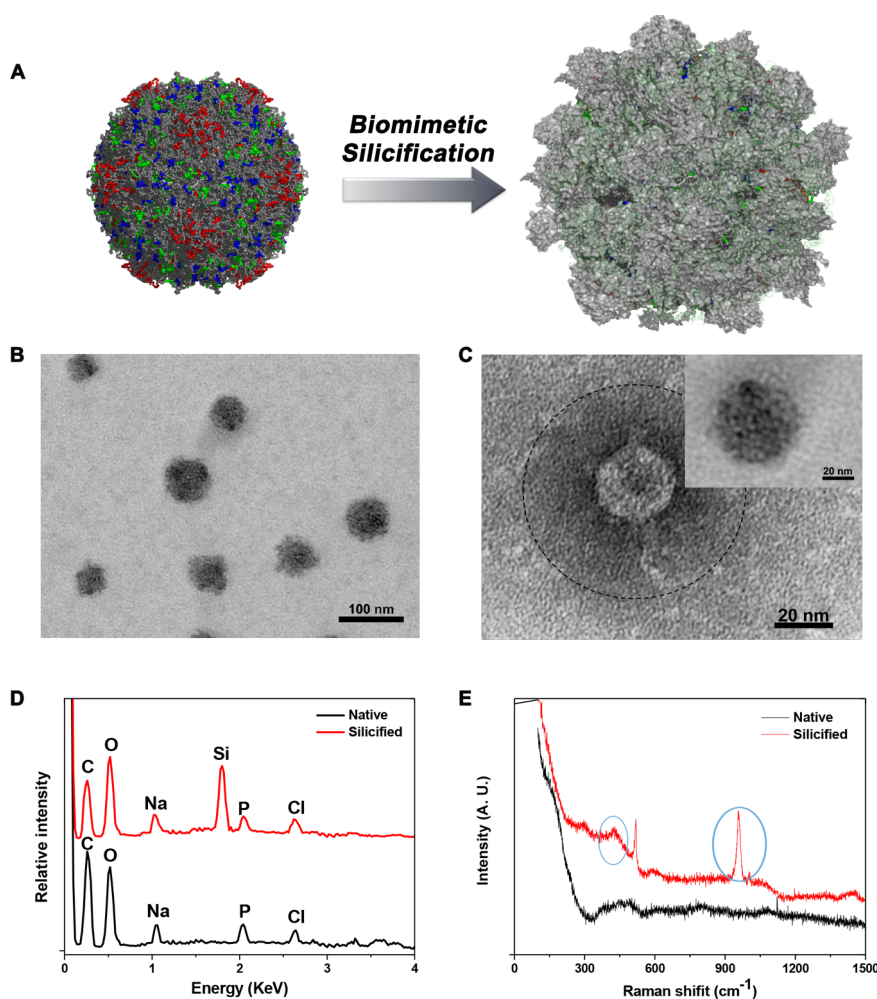 A
Biomimetic
Silicification
B
100 nm
C
20 nm
20 nm
D
Native
Silicified
C
O
Na
Si
P
Cl
C
O
Na
P
Cl
Relative intensity
0
1
2
3
4
Energy (KeV)
E
Native
Silicified
Intensity (A. U.)
0
300
600
900
1200
1500
Raman shifit (cm-1)